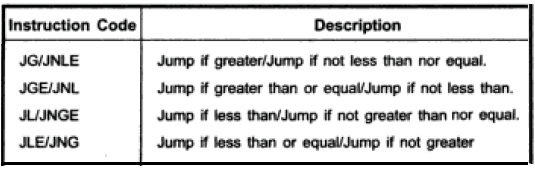 Instruction Code Description
JG/JNLE Jump if greater/Jump if not less than nor equal.
JGE/JNL Jump if greater than or equal/Jump if not less than.
JL/JNGE Jump if less than/Jump if not greater than nor equal.
JLE/JNG Jump if less than or equal/Jump if not greater